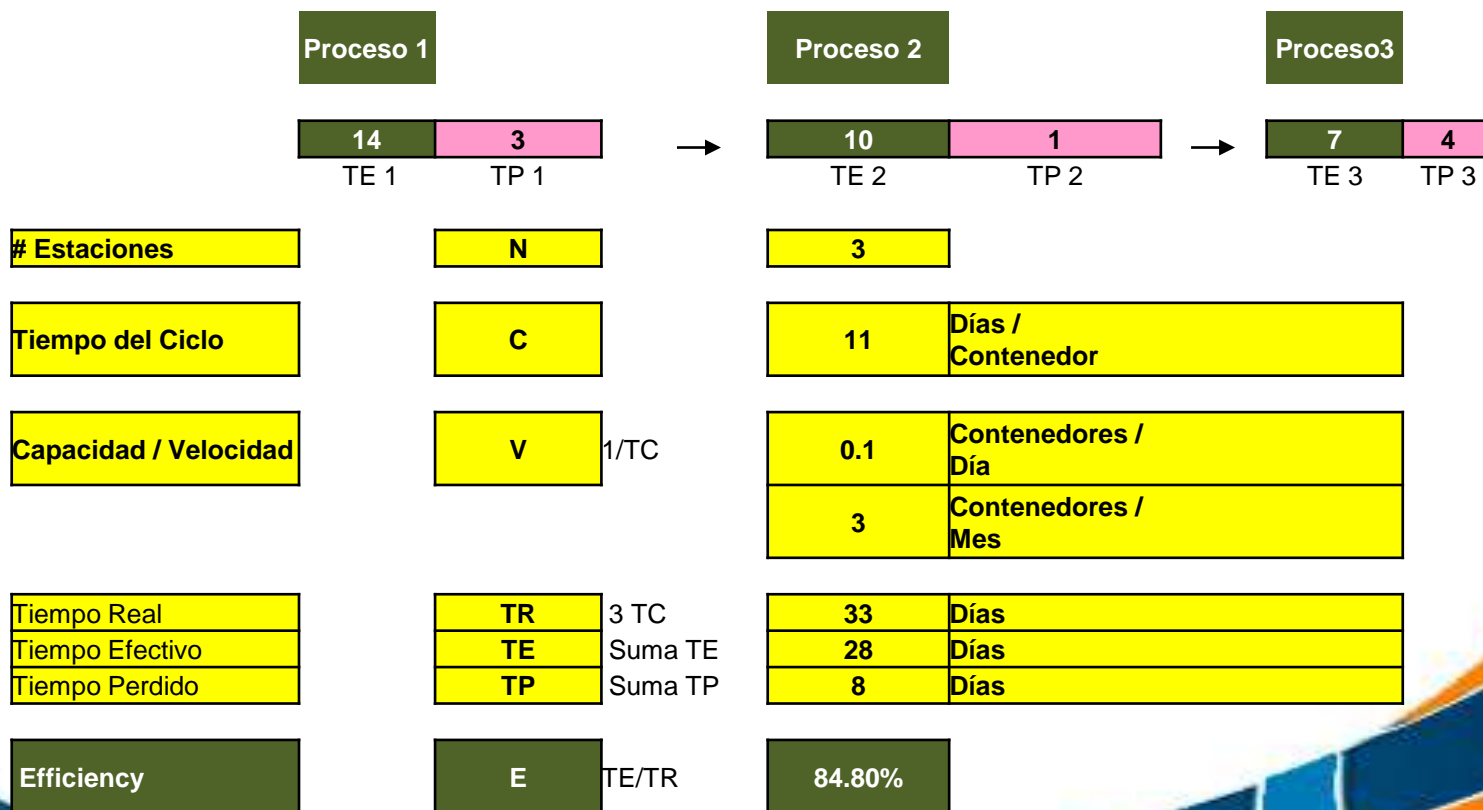 Proceso 1
Proceso 2
Proceso3
14 3 10 1 7 4
TE 1 TP 1 TE 2 TP 2 TE 3 TP 3
# Estaciones N 3
Tiempo del Ciclo C 11 Días /
Contenedor
Capacidad / Velocidad V 1/TC 0.1 Contenedores /
Día
3 Contenedores /
Mes
Tiempo Real TR 3 TC 33 Días
Tiempo Efectivo TE Suma TE 28 Días
Tiempo Perdido TP Suma TP 8 Días
Efficiency E TE/TR 84.80%